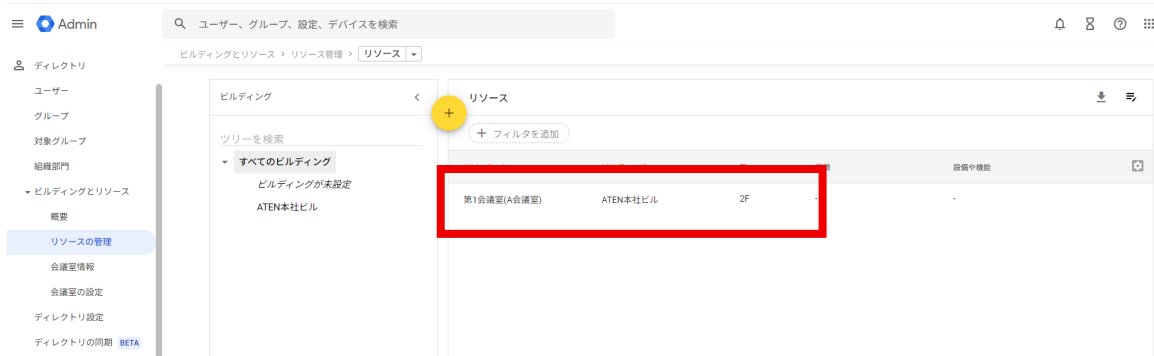 Admin
ユーザー、グループ、設定、デバイスを検索
ビルディングとリソース > リソース管理 > リソース
ディレクトリ
ユーザー
グループ
対象グループ
組織部門
ビルディングとリソース
概要
リソースの管理
会議室情報
会議室の設定
ディレクトリ設定
ディレクトリの同期 BETA
ビルディング
ツリーを検索
すべてのビルディング
ビルディングが未設定
ATEN本社ビル
リソース
+ フィルタを追加
設備や機能
第1会議室(A会議室) ATEN本社ビル 2F - -